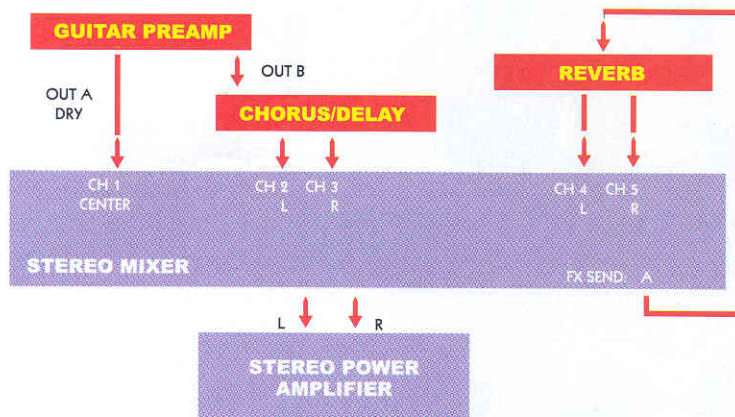 GUITAR PREAMP
OUT A
DRY
OUT B
CHORUS/DELAY
REVERB
CH 1
CENTER
CH 2
L
CH 3
R
CH 4
L
CH 5
R
STEREO MIXER
FX SEND A
L
R
STEREO POWER
AMPLIFIER